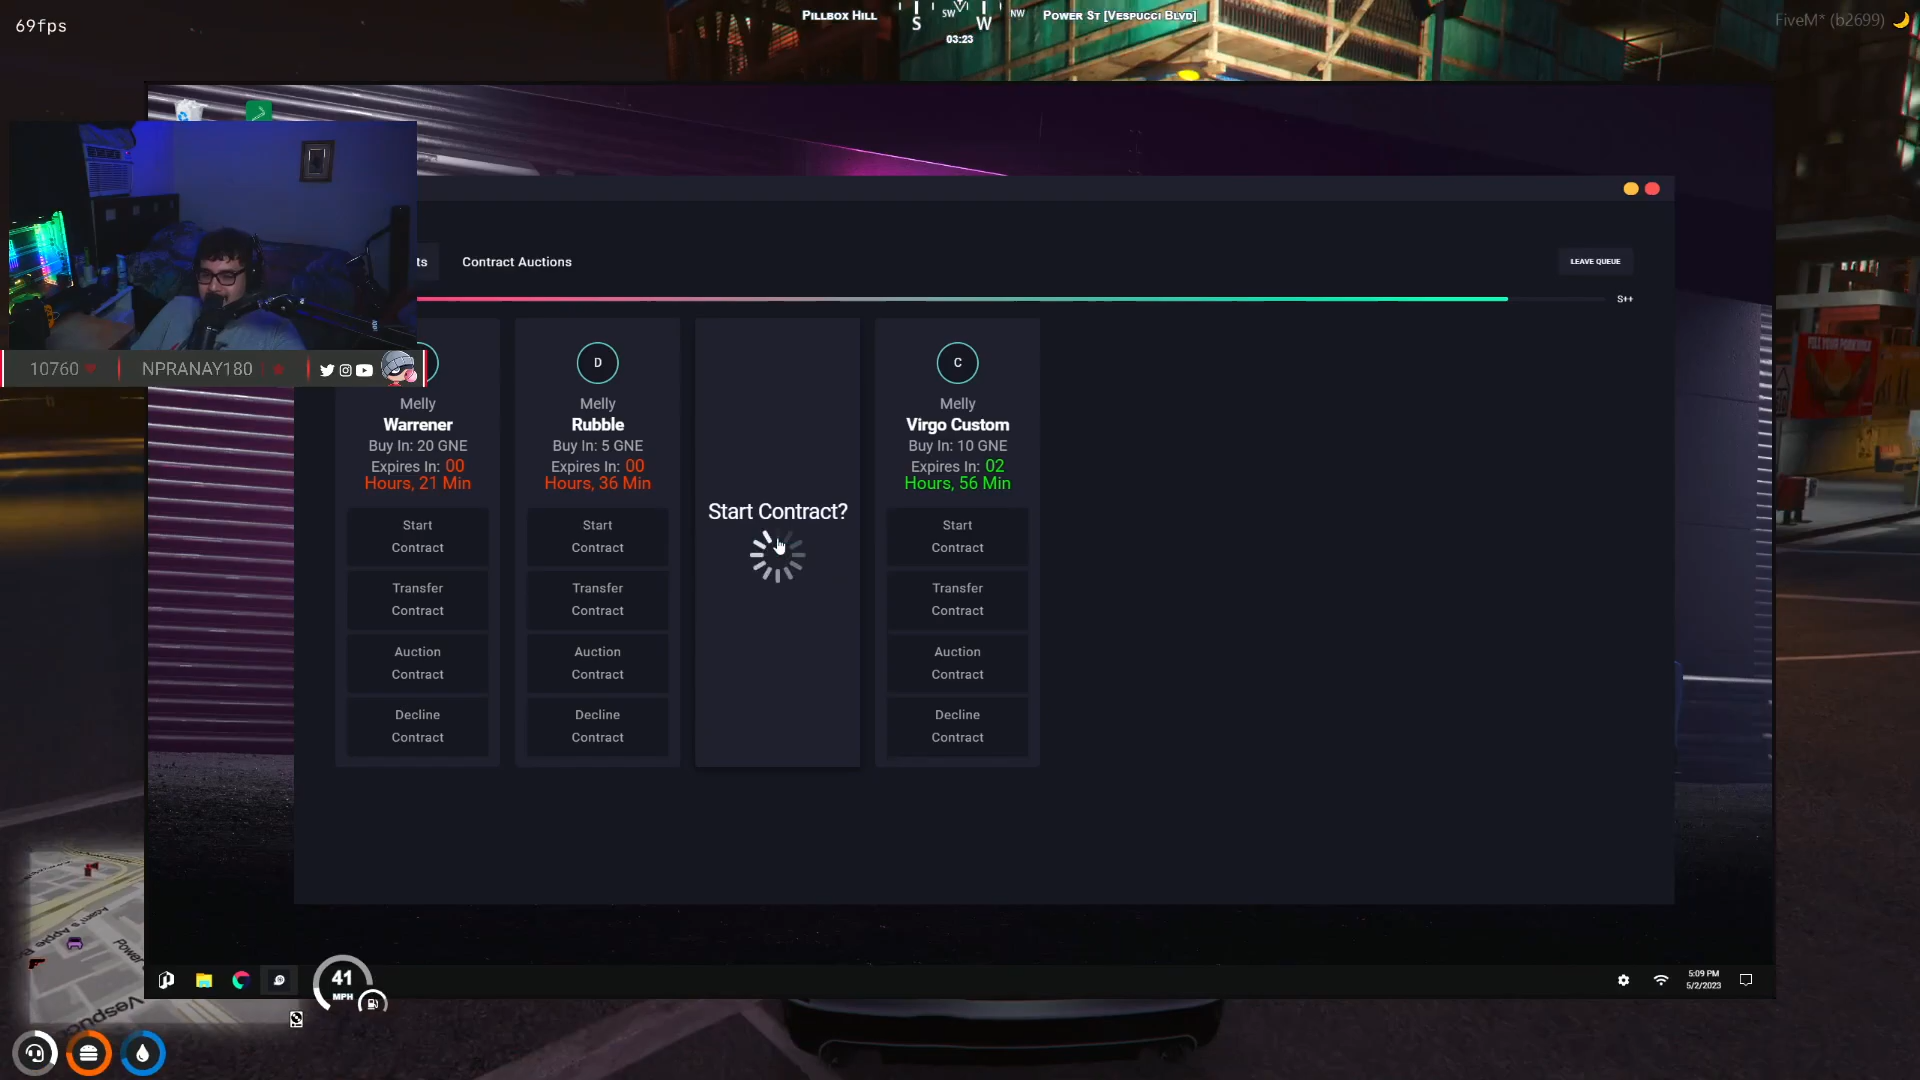 69fps
PILLBOX HILL
S
SW
W
NW
POWER ST [VESPUCCI BLVD]
03:23
FiveM* (b2699)
ts
Contract Auctions
LEAVE QUEUE
S++
10760
NPRANAY180
Melly
Warrener
Buy In: 20 GNE
Expires In: 00
Hours, 21 Min
Start
Contract
Transfer
Contract
Auction
Contract
Decline
Contract
D
Melly
Rubble
Buy In: 5 GNE
Expires In: 00
Hours, 36 Min
Start
Contract
Transfer
Contract
Auction
Contract
Decline
Contract
Start Contract?
C
Melly
Virgo Custom
Buy In: 10 GNE
Expires In: 02
Hours, 56 Min
Start
Contract
Transfer
Contract
Auction
Contract
Decline
Contract
41
MPH
5:09 PM
5/2/2023